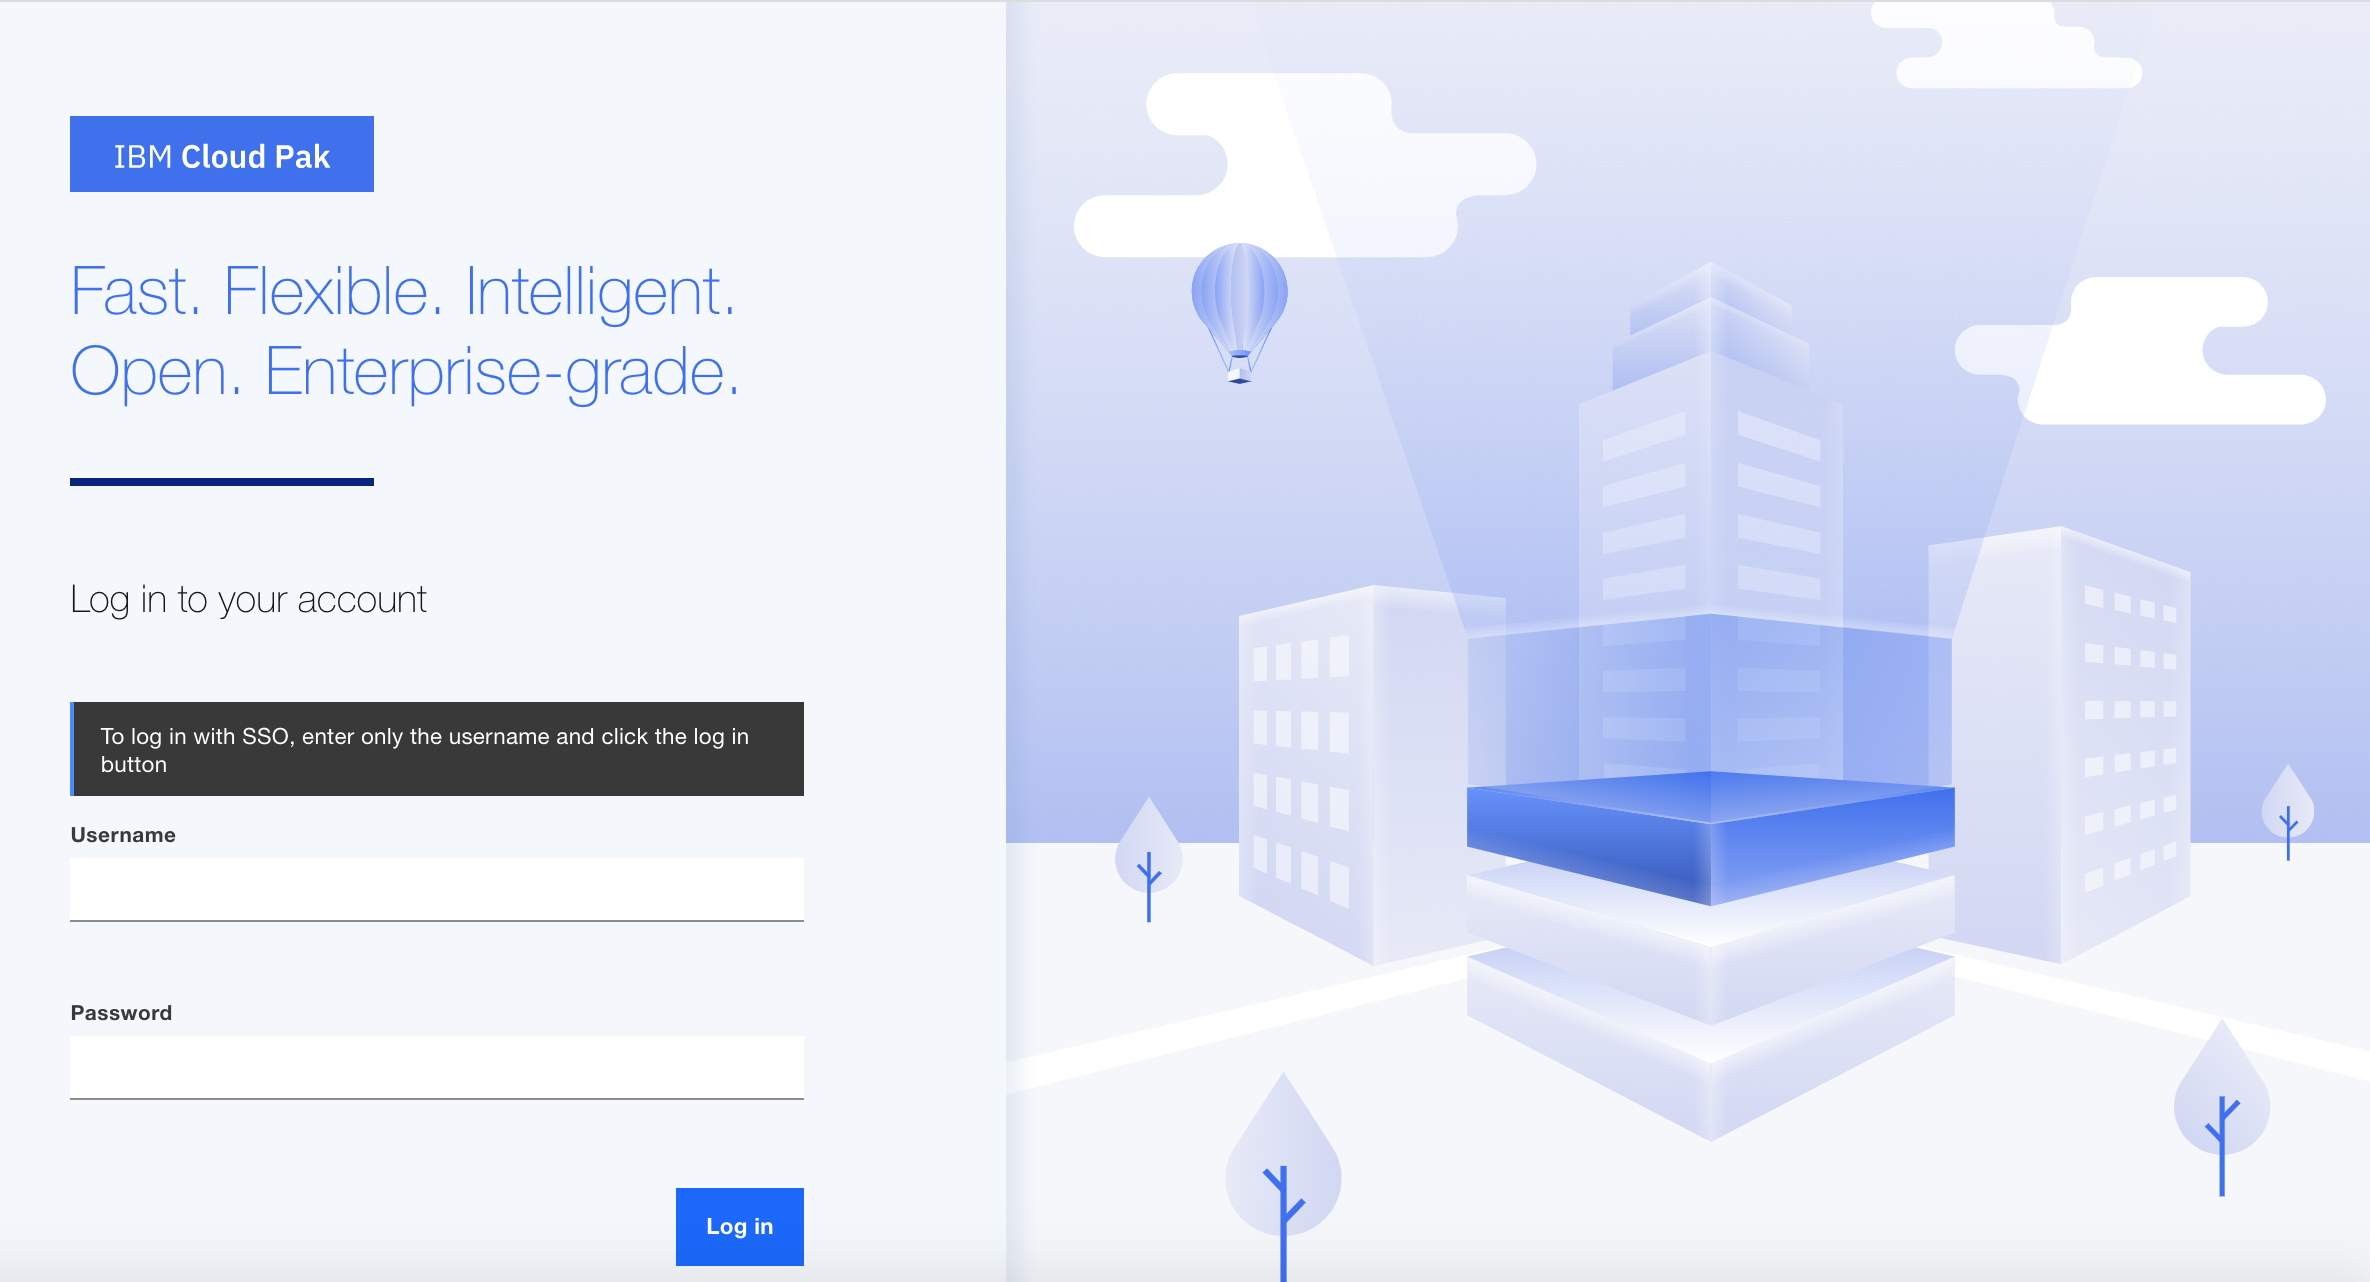 IBM Cloud Pak
Fast. Flexible. Intelligent.
Open. Enterprise-grade.
Log in to your account
To log in with SSO, enter only the username and click the log in
button
Username
Password
Log in